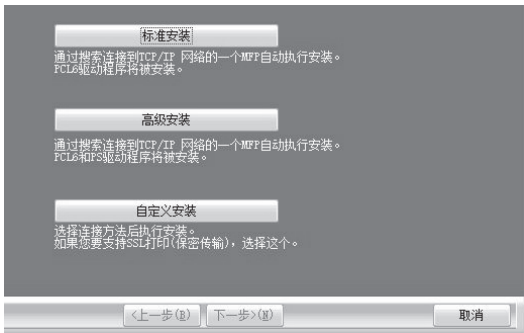 标准安装
通过搜索连接到TCP/IP 网络的一个MFP自动执行安装。
PCL6驱动程序将被安装。
高级安装
通过搜索连接到TCP/IP 网络的一个MFP自动执行安装。
PCL6和PS驱动程序将被安装。
自定义安装
选择连接方法后执行安装。
如果您要支持SSL打印(保密传输)，选择这个。
<上一步(B) 下一步>(N) 取消